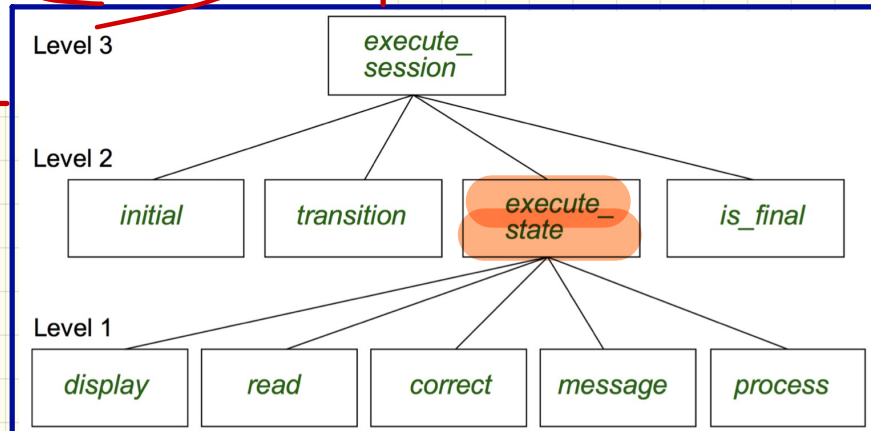 Level 3
execute_
session
Level 2
initial
transition
execute_
state
is_final
Level 1
display
read
correct
message
process